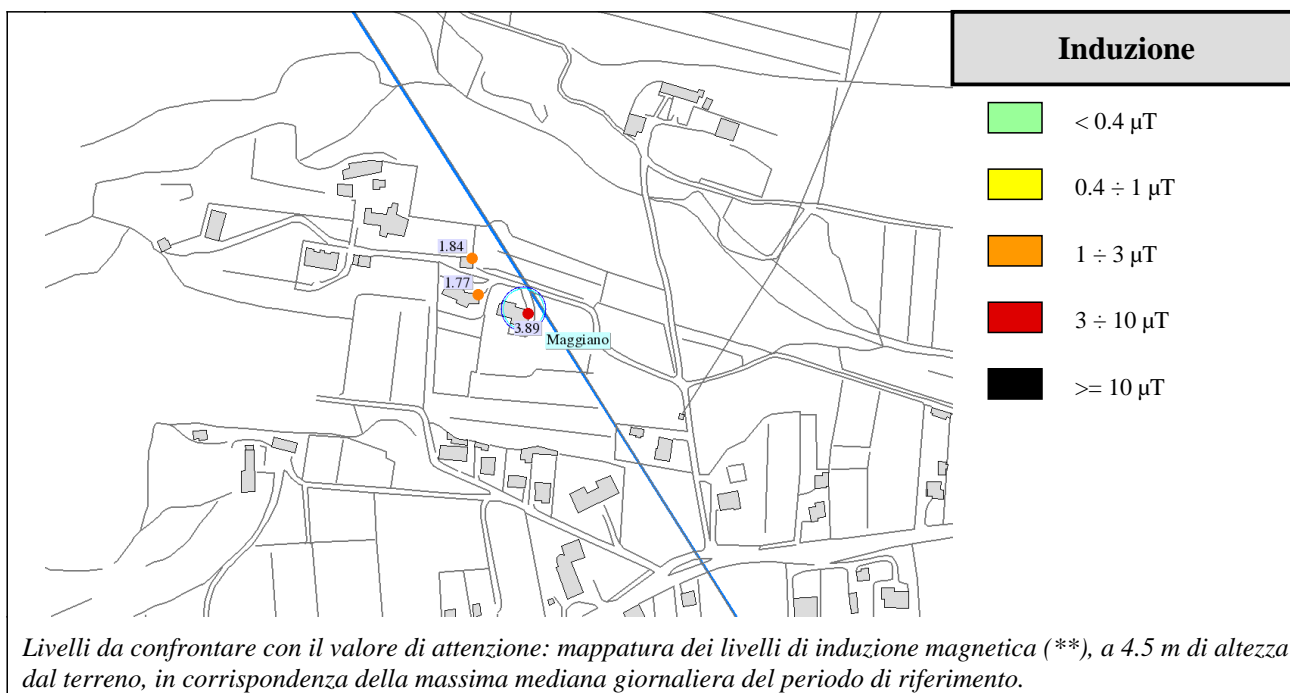 Induzione
< 0.4 µT
0.4 ÷ 1 µT
1 ÷ 3 µT
3 ÷ 10 µT
>= 10 µT
1.84
1.77
3.89
Maggiano
Livelli da confrontare con il valore di attenzione: mappatura dei livelli di induzione magnetica (**), a 4.5 m di altezza
dal terreno, in corrispondenza della massima mediana giornaliera del periodo di riferimento.